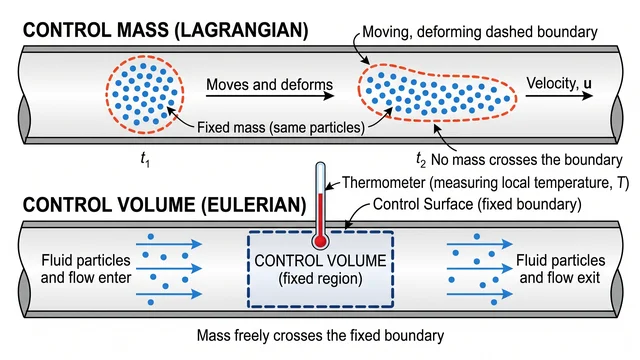 CONTROL MASS (LAGRANGIAN)
Moving, deforming dashed boundary
Moves and deforms
Velocity, u
Fixed mass (same particles)
t1
t2
No mass crosses the boundary
Thermometer (measuring local temperature, T)
CONTROL VOLUME (EULERIAN)
Control Surface (fixed boundary)
Fluid particles
and flow enter
CONTROL VOLUME
(fixed region)
Fluid particles
and flow exit
Mass freely crosses the fixed boundary